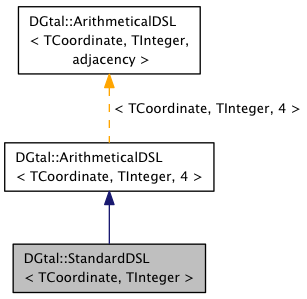 DGtal::ArithmeticalDSL
< TCoordinate, TInteger,
adjacency >
< TCoordinate, TInteger, 4 >
DGtal::ArithmeticalDSL
< TCoordinate, TInteger, 4 >
DGtal::StandardDSL
< TCoordinate, TInteger >